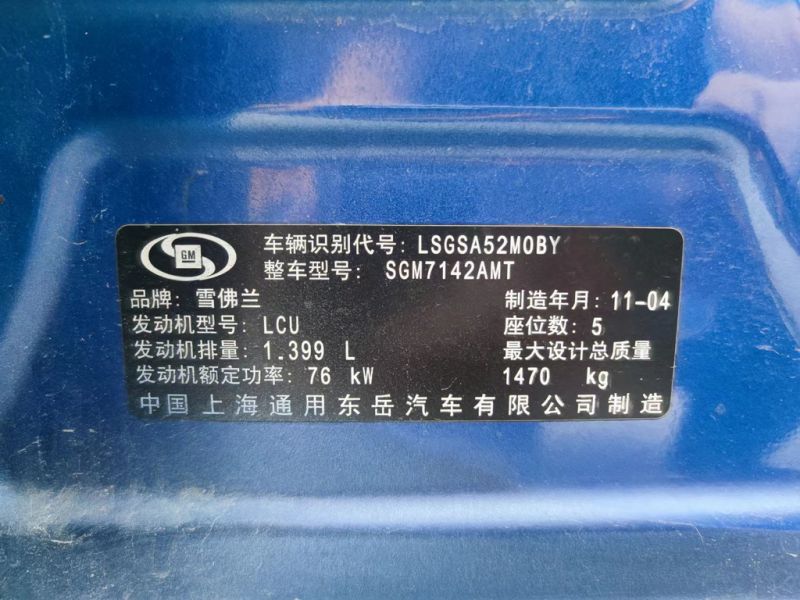 GM
车辆识别代号: LSGSA52M0BY
整车型号: SGM7142AMT
品牌: 雪佛兰 制造年月: 11-04
发动机型号: LCU 座位数: 5
发动机排量: 1.399 L 最大设计总质量
发动机额定功率: 76 kW 1470 kg
中国上海通用东岳汽车有限公司制造